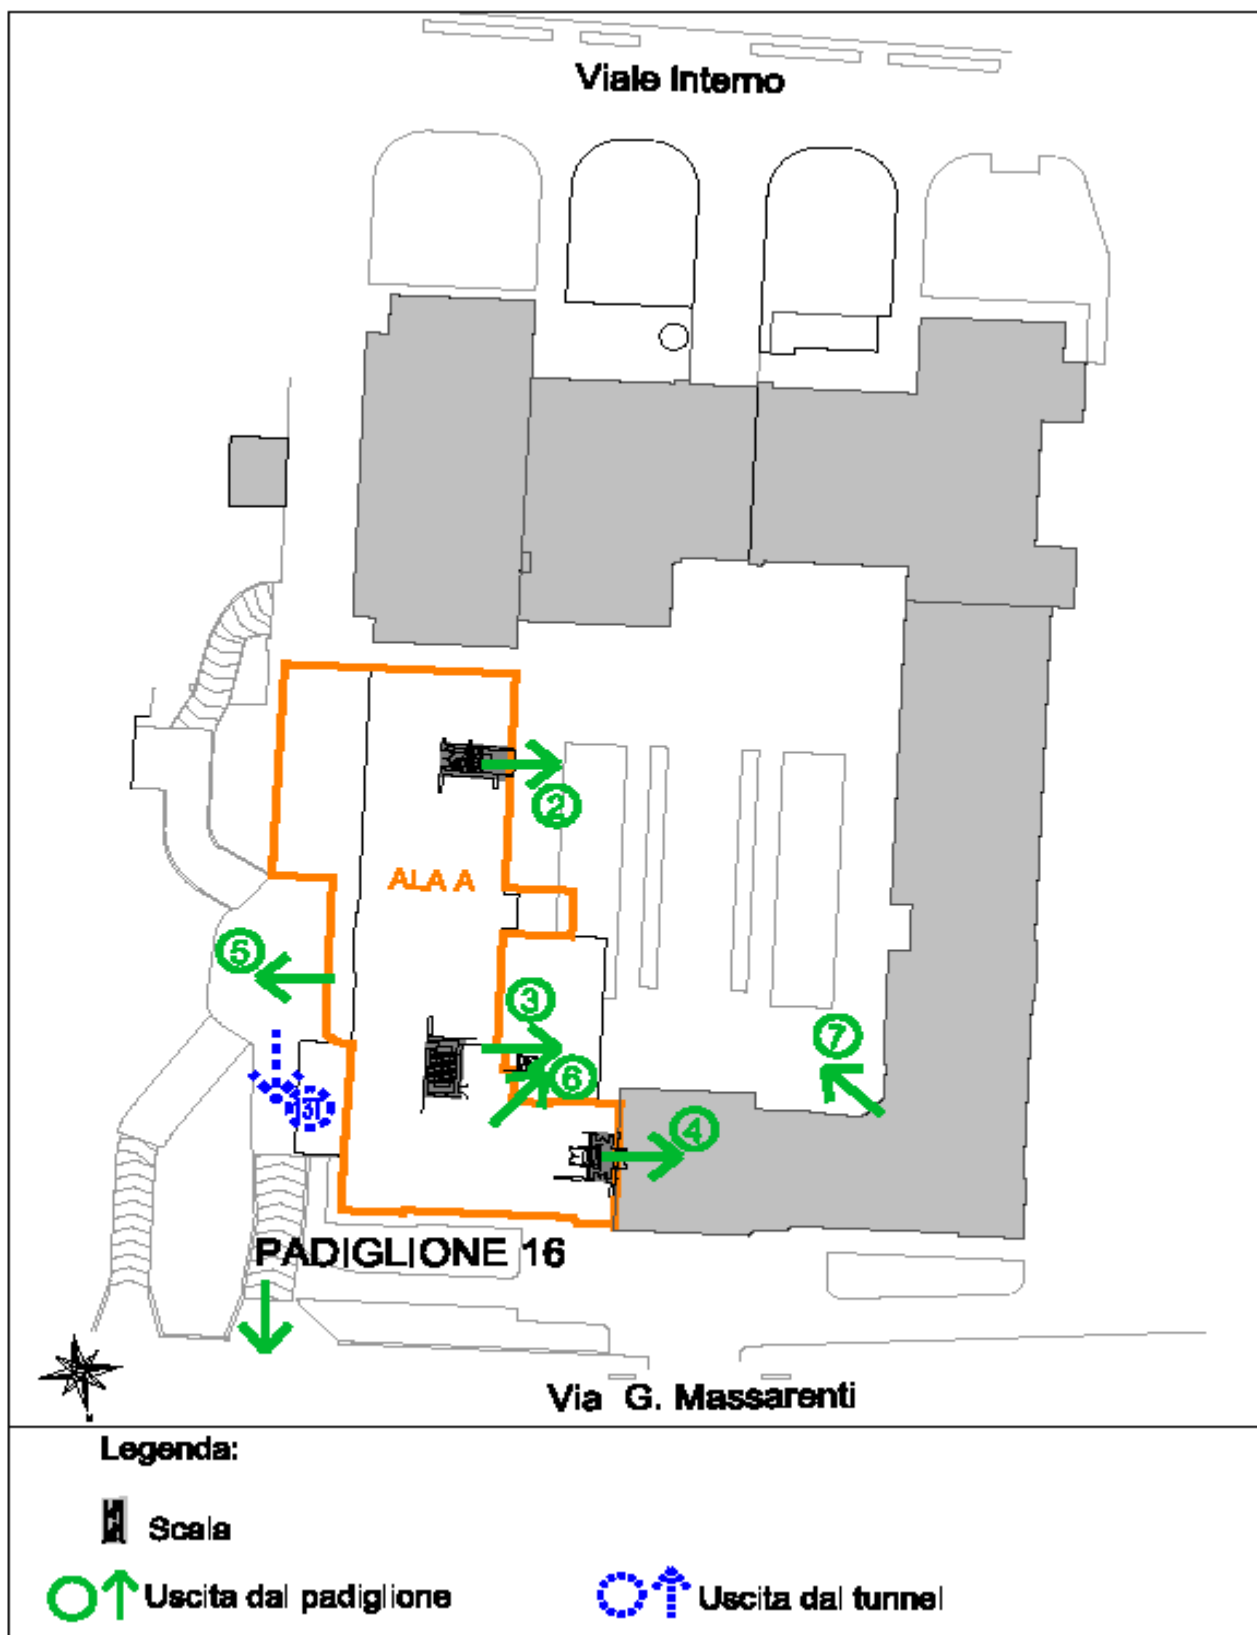 Viale Interno
2
ALA A
5
3
7
6
3T
4
PADIGLIONE 16
Via G. Massarenti
Legenda:
Scala
Uscita dal padiglione
Uscita dal tunnel